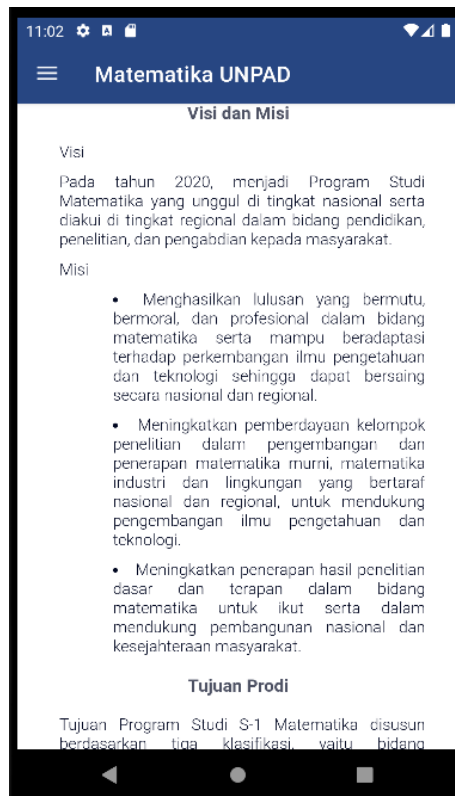 11:02
Matematika UNPAD
Visi dan Misi
Visi
Pada tahun 2020, menjadi Program Studi
Matematika yang unggul di tingkat nasional serta
diakui di tingkat regional dalam bidang pendidikan,
penelitian, dan pengabdian kepada masyarakat.
Misi
• Menghasilkan lulusan yang bermutu,
bermoral, dan profesional dalam bidang
matematika serta mampu beradaptasi
terhadap perkembangan ilmu pengetahuan
dan teknologi sehingga dapat bersaing
secara nasional dan regional.
• Meningkatkan pemberdayaan kelompok
penelitian dalam pengembangan dan
penerapan matematika murni, matematika
industri dan lingkungan yang bertaraf
nasional dan regional, untuk mendukung
pengembangan ilmu pengetahuan dan
teknologi.
• Meningkatkan penerapan hasil penelitian
dasar dan terapan dalam bidang
matematika untuk ikut serta dalam
mendukung pembangunan nasional dan
kesejahteraan masyarakat.
Tujuan Prodi
Tujuan Program Studi S-1 Matematika disusun
berdasarkan tiga klasifikasi, yaitu bidang